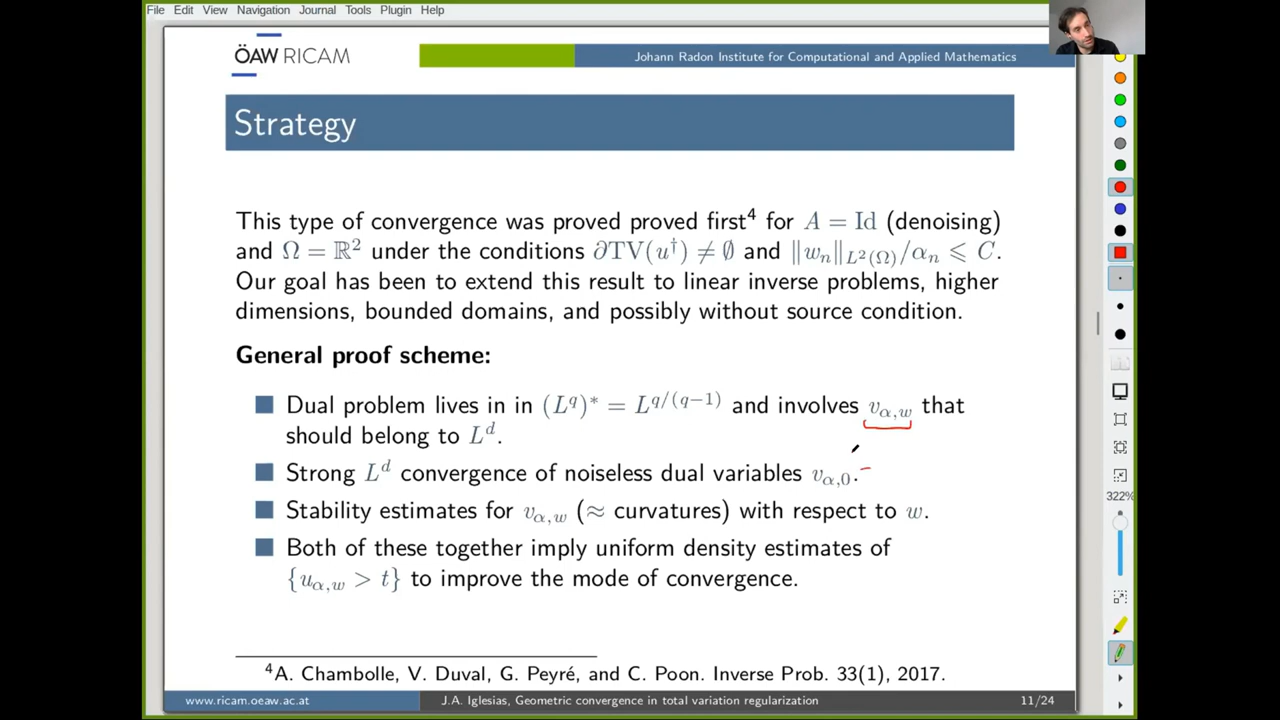 File Edit View Navigation Journal Tools Plugin Help
ÖAW RICAM
Johann Radon Institute for Computational and Applied Mathematics
Strategy
This type of convergence was proved proved first⁴ for A = Id (denoising)
and Ω = ℝ² under the conditions ∂TV(u†) ≠ ∅ and ‖wₙ‖_{L²(Ω)}/αₙ ⩽ C.
Our goal has been to extend this result to linear inverse problems, higher
dimensions, bounded domains, and possibly without source condition.
General proof scheme:
Dual problem lives in in (L^q)* = L^{q/(q−1)} and involves v_{α,w} that
should belong to L^d.
Strong L^d convergence of noiseless dual variables v_{α,0}.
Stability estimates for v_{α,w} (≈ curvatures) with respect to w.
Both of these together imply uniform density estimates of
{u_{α,w} > t} to improve the mode of convergence.
322%
⁴A. Chambolle, V. Duval, G. Peyré, and C. Poon. Inverse Prob. 33(1), 2017.
www.ricam.oeaw.ac.at
J.A. Iglesias, Geometric convergence in total variation regularization
11/24